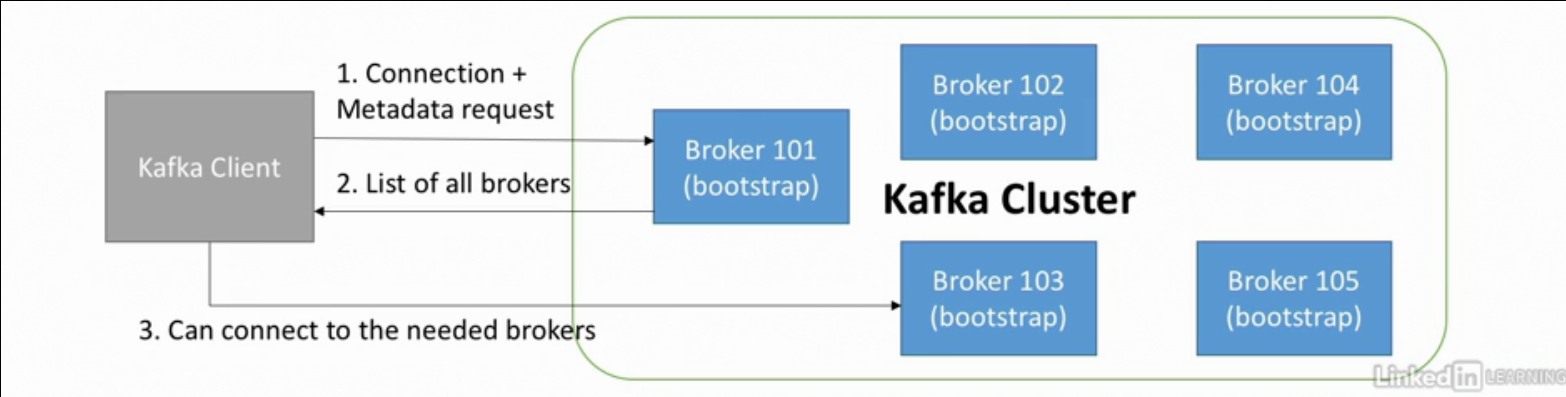 1. Connection +
Metadata request
Kafka Client
2. List of all brokers
3. Can connect to the needed brokers
Broker 101
(bootstrap)
Broker 102
(bootstrap)
Broker 104
(bootstrap)
Kafka Cluster
Broker 103
(bootstrap)
Broker 105
(bootstrap)
Linked in LEARNING